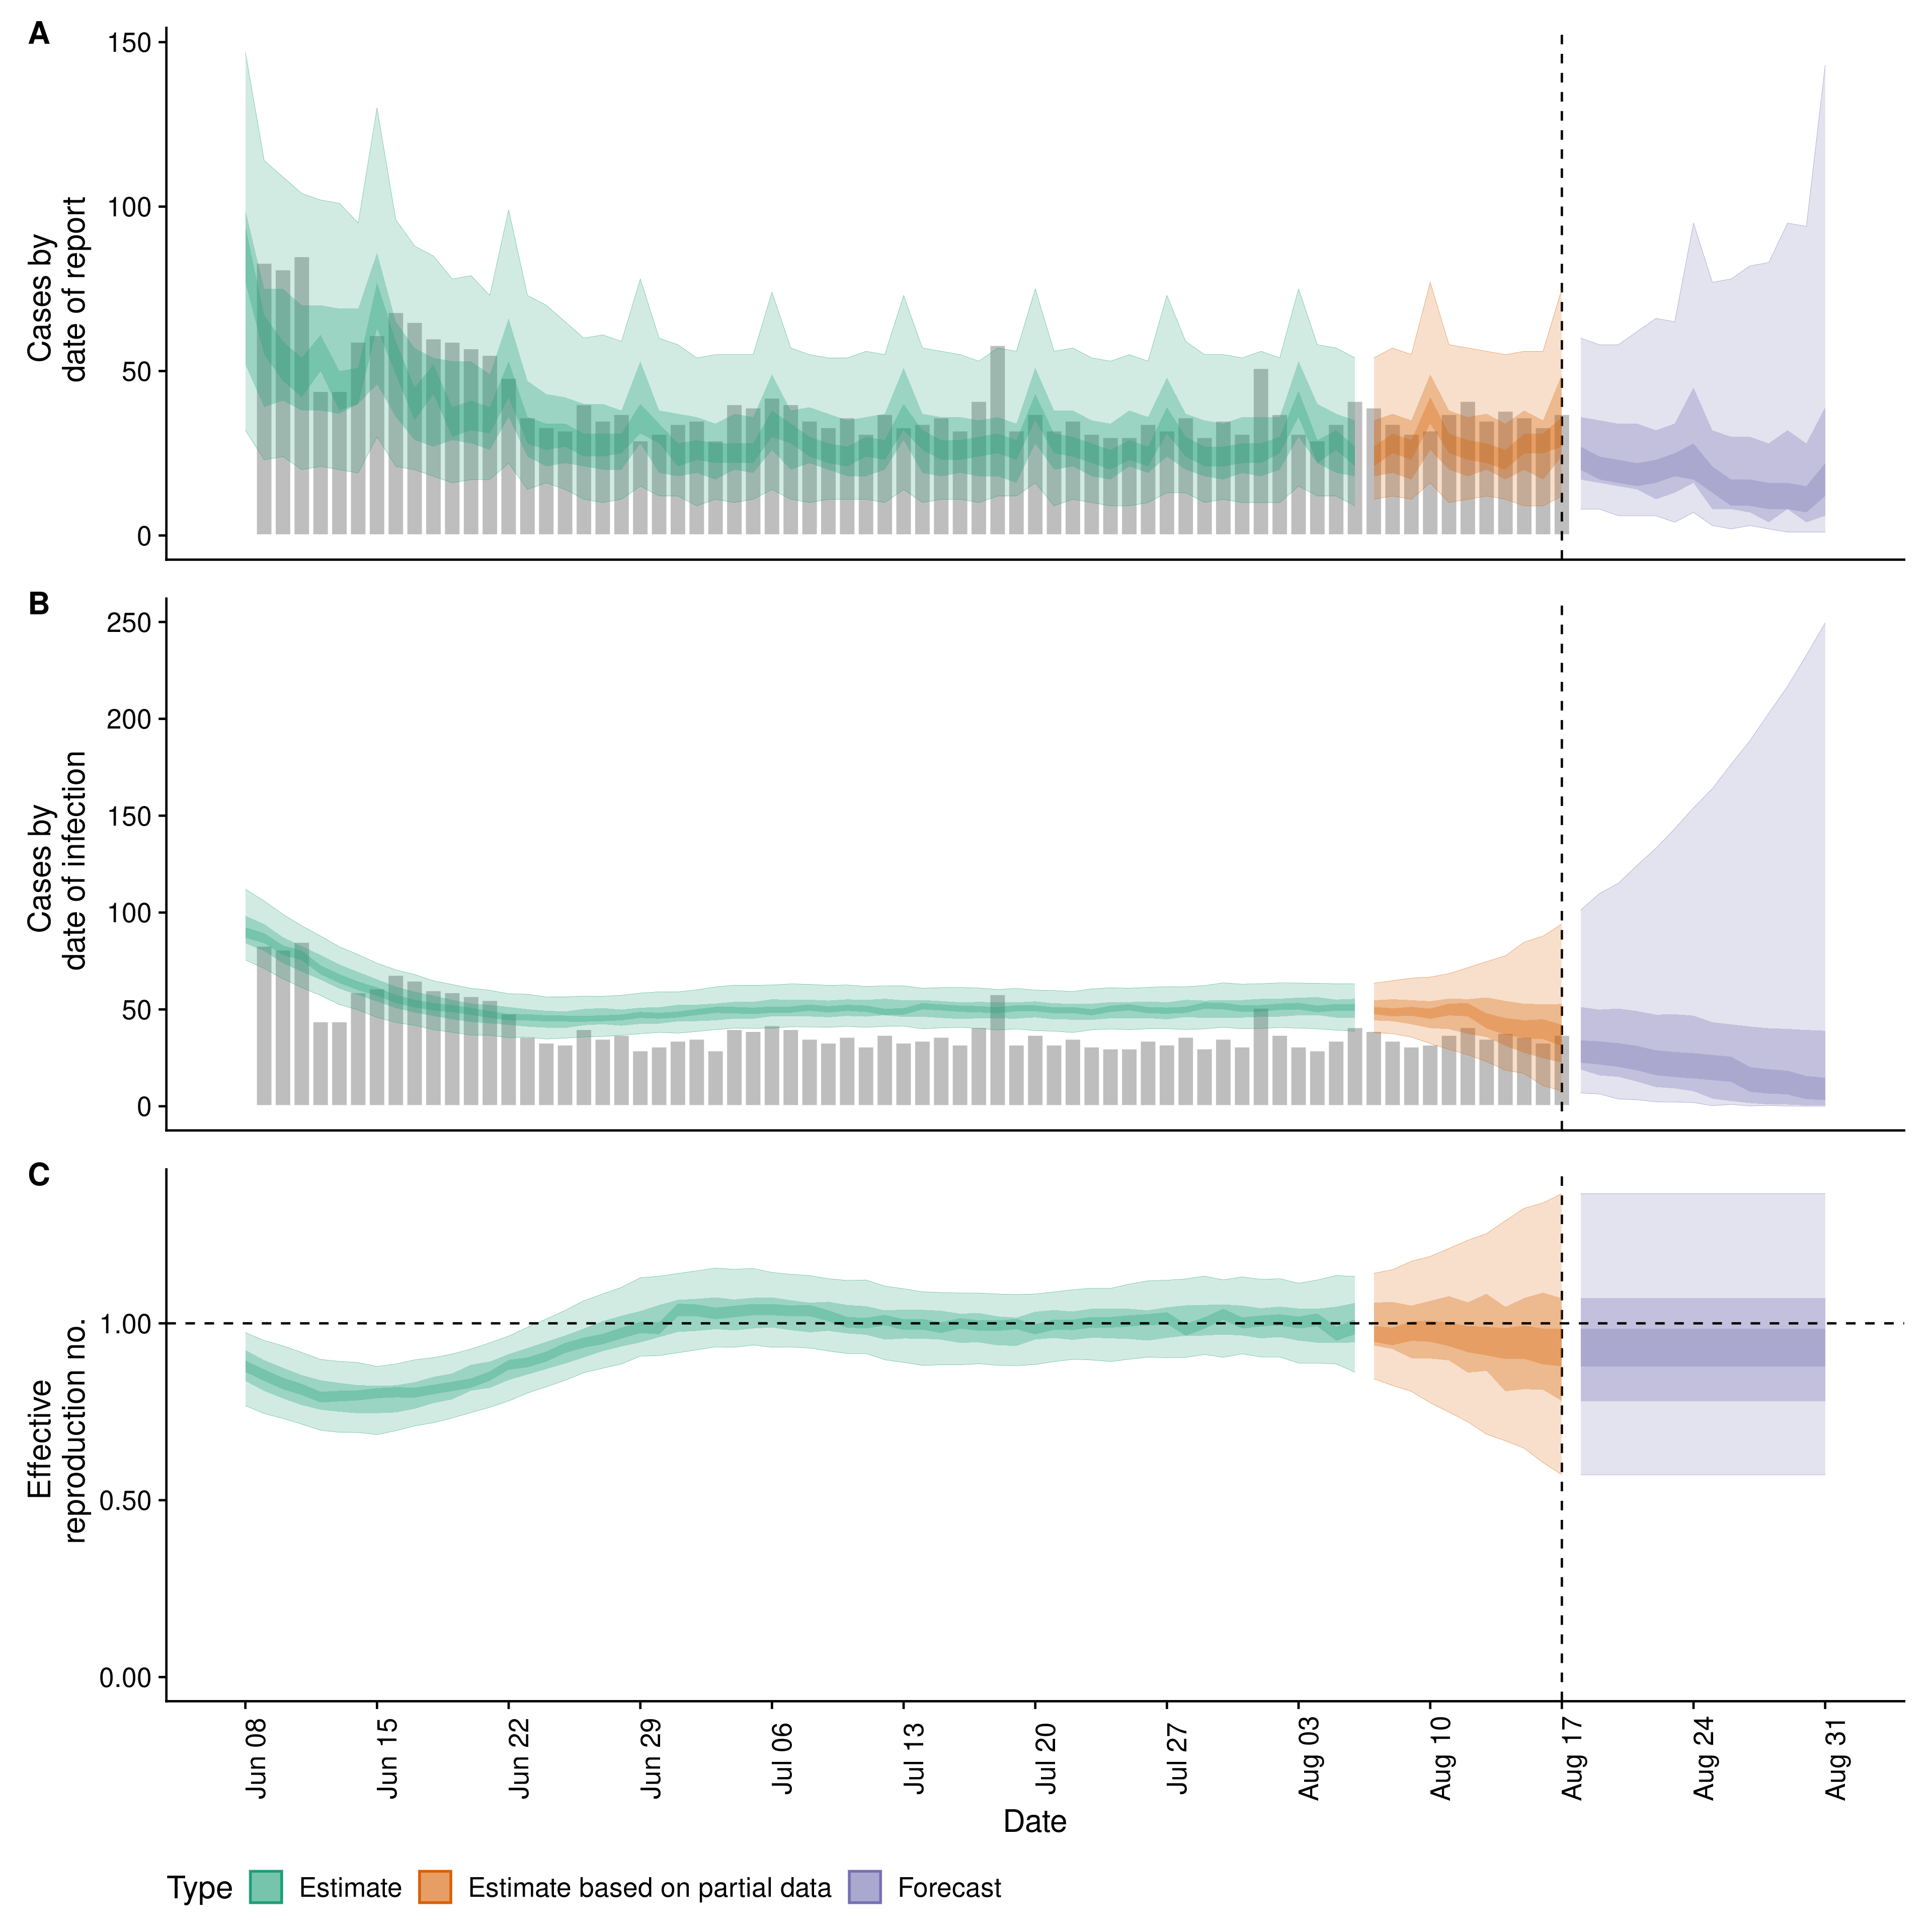 A
Cases by
date of report
150
100
50
0
B
Cases by
date of infection
250
200
150
100
50
0
C
Effective
reproduction no.
1.00
0.50
0.00
Jun 08
Jun 15
Jun 22
Jun 29
Jul 06
Jul 13
Jul 20
Jul 27
Aug 03
Aug 10
Aug 17
Aug 24
Aug 31
Date
Type Estimate Estimate based on partial data Forecast